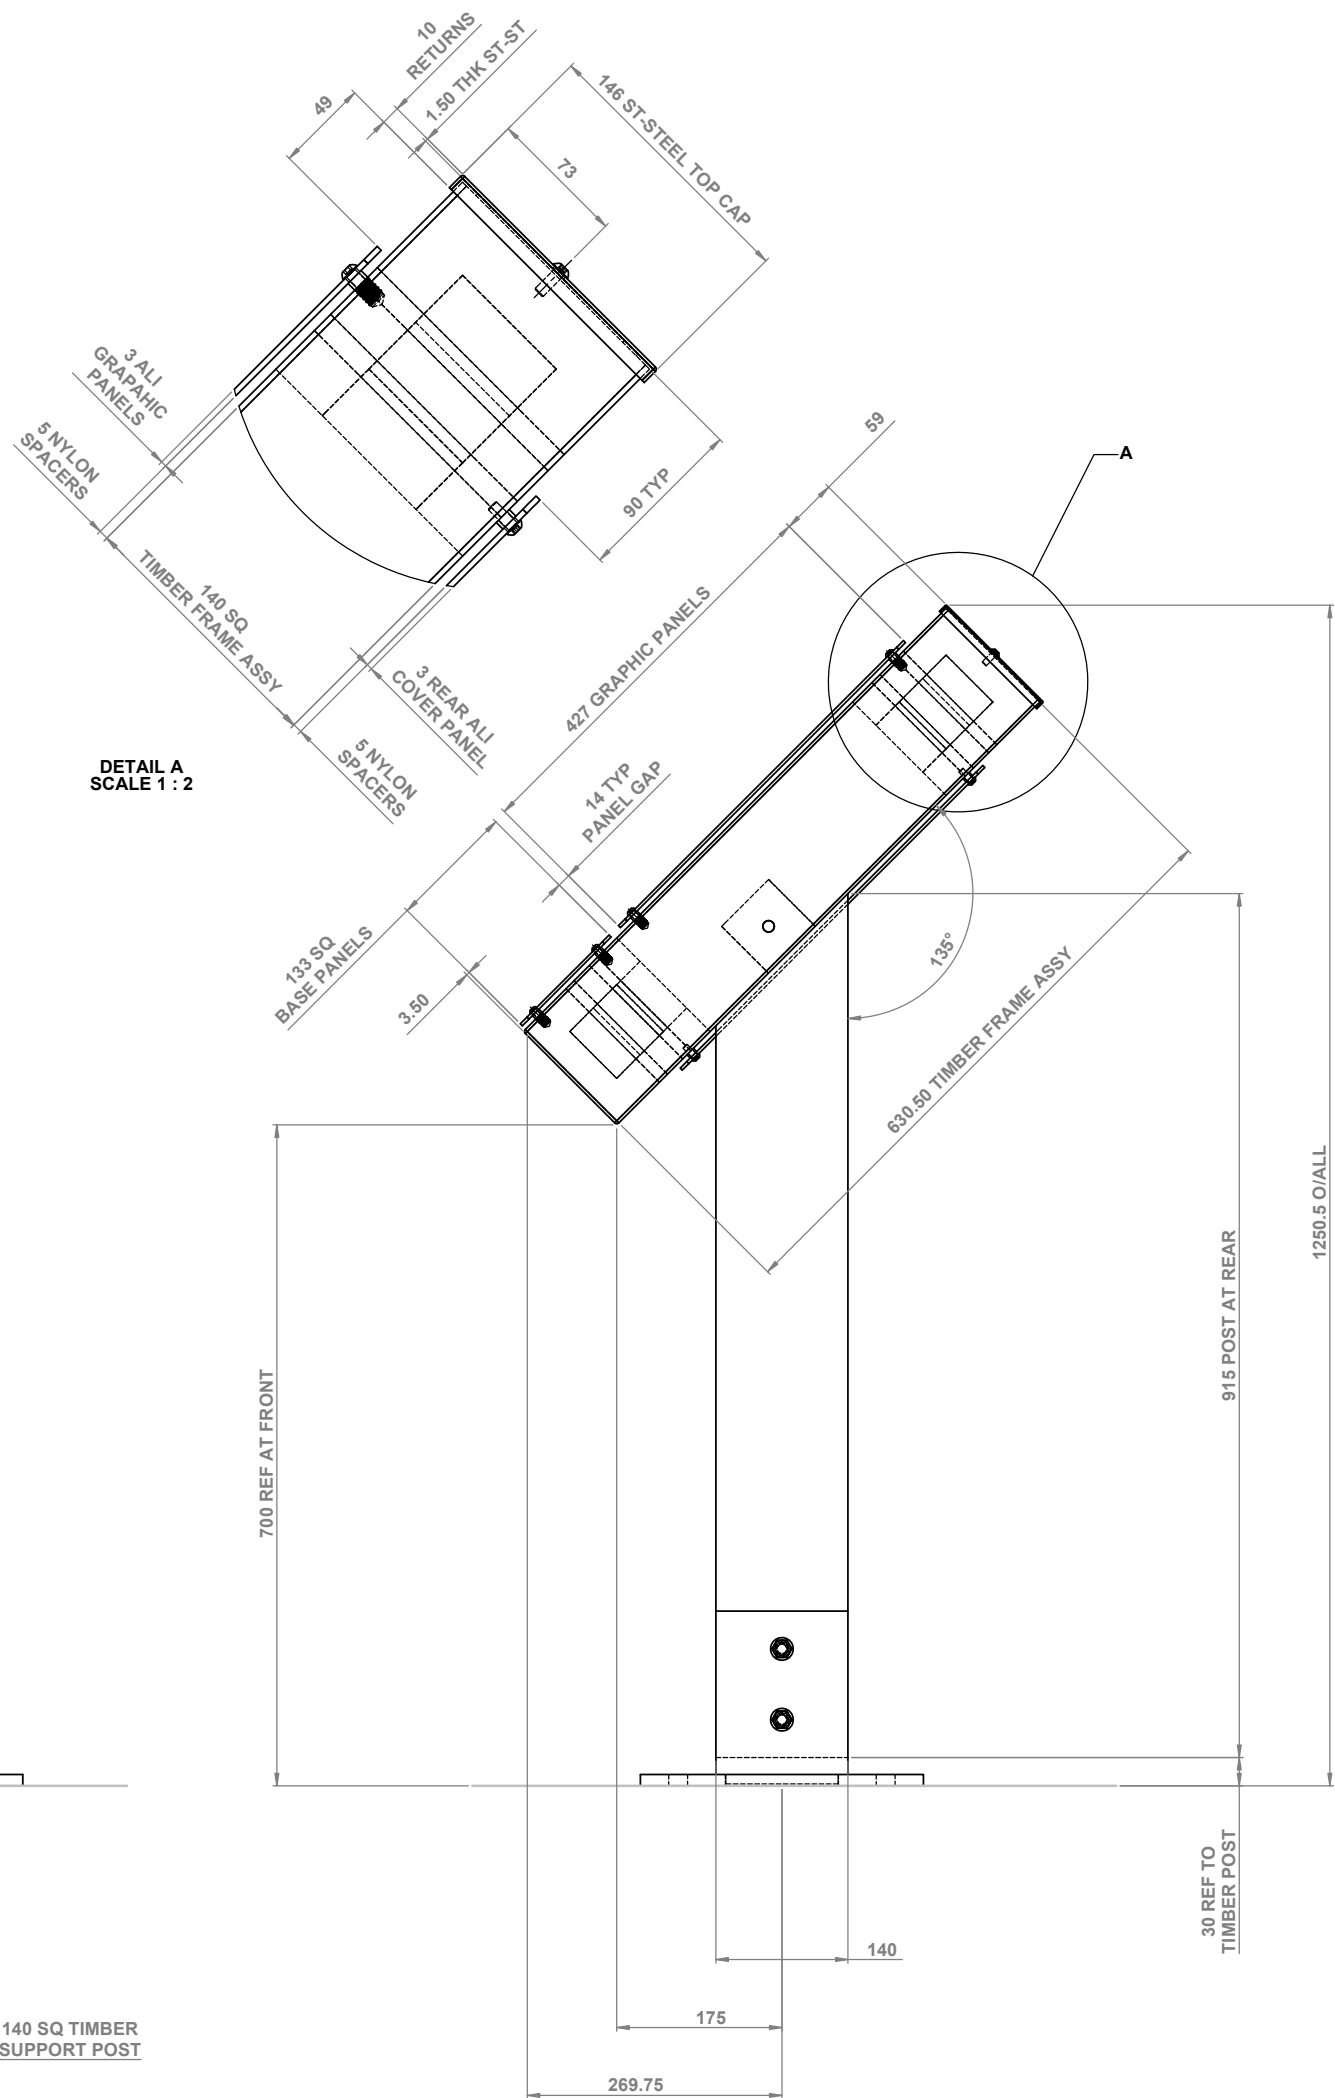 10
RETURNS
1.50 THK ST-ST
49
146 ST-STEEL TOP CAP
73
3 ALI
GRAPAHIC
PANELS
5 NYLON
SPACERS
90 TYP
59
A
140 SQ
TIMBER FRAME ASSY
3 REAR ALI
COVER PANEL
5 NYLON
SPACERS
DETAIL A
SCALE 1 : 2
427 GRAPHIC PANELS
14 TYP
PANEL GAP
133 SQ
BASE PANELS
3.50
135°
630.50 TIMBER FRAME ASSY
700 REF AT FRONT
915 POST AT REAR
1250.5 O/ALL
30 REF TO
TIMBER POST
140
175
269.75
140 SQ TIMBER
SUPPORT POST